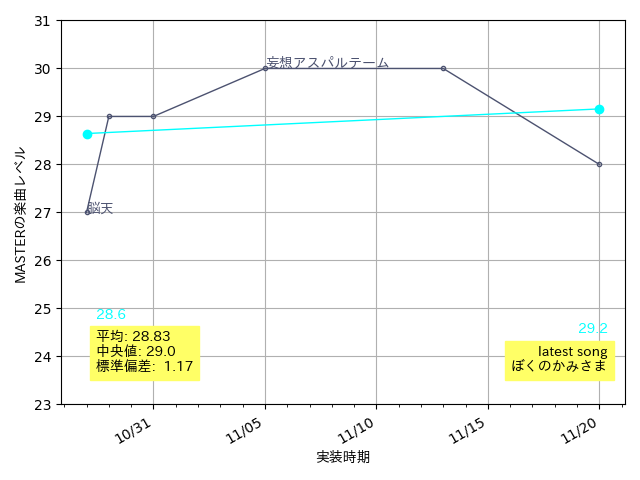 31
30
29
28
27
26
25
24
23
MASTERの楽曲レベル
妄想アスパルテーム
脳天
28.6
平均: 28.83
中央値: 29.0
標準偏差: 1.17
29.2
latest song
ぼくのかみさま
10/31
11/05
11/10
11/15
11/20
実装時期